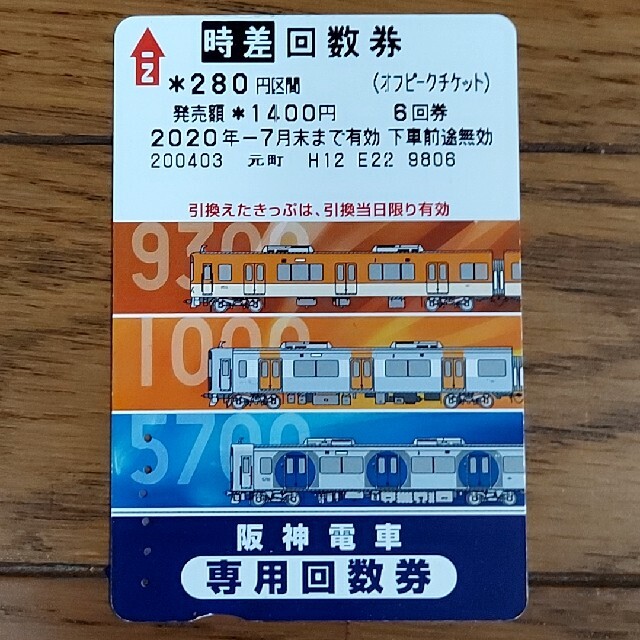 IN
時差回数券
*280円区間 (オフピークチケット)
発売額*1400円 6回券
2020年-7月末まで有効 下車前途無効
200403 元町 H12 E22 9806
引換えたきっぷは、引換当日限り有効
9300
1000
5700
阪神電車
専用回数券